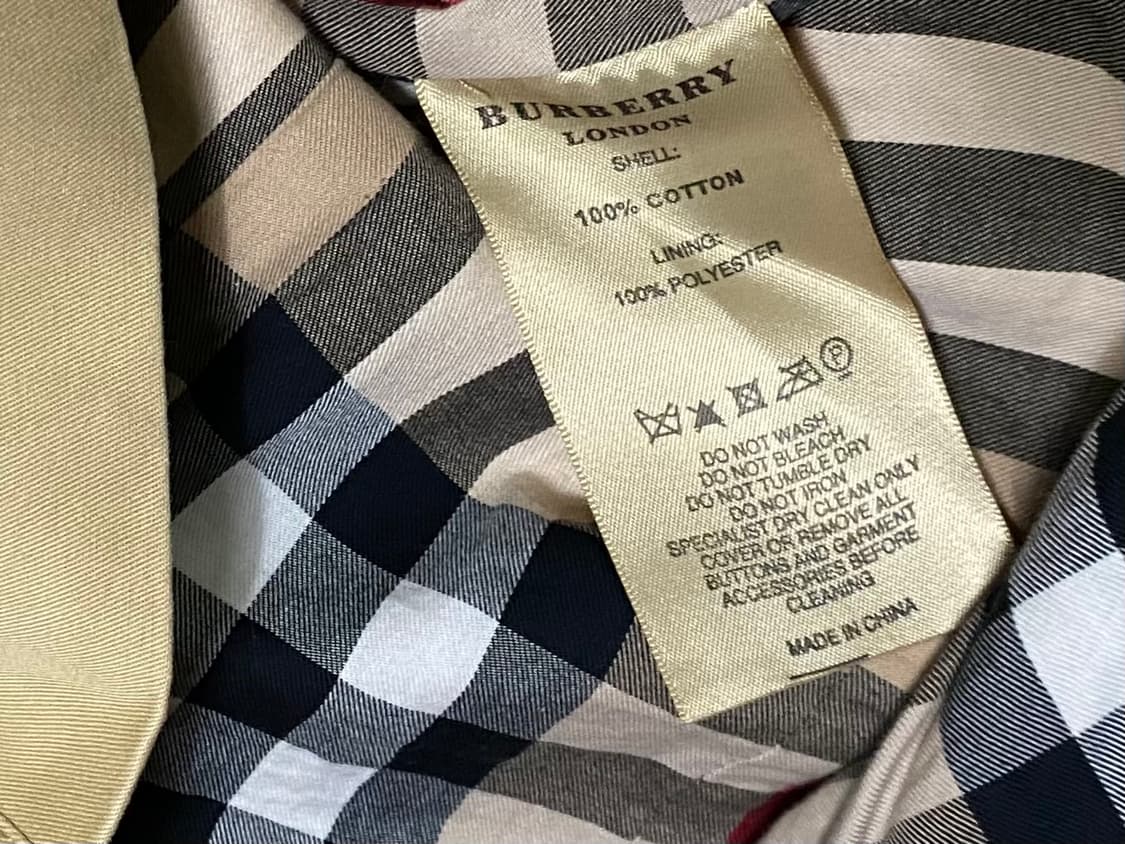 BURBERRY
LONDON
SHELL:
100% COTTON
LINING:
100% POLYESTER
P
DO NOT WASH
DO NOT BLEACH
DO NOT TUMBLE DRY
DO NOT IRON
SPECIALIST DRY CLEAN ONLY
COVER OR REMOVE ALL
BUTTONS AND GARMENT
ACCESSORIES BEFORE
CLEANING
MADE IN CHINA